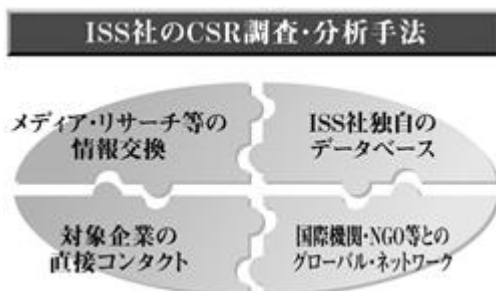 ISS社のCSR調査・分析手法
メディア・リサーチ等の
情報交換
ISS社独自の
データベース
対象企業の
直接コンタクト
国際機関・NGO等との
グローバル・ネットワーク